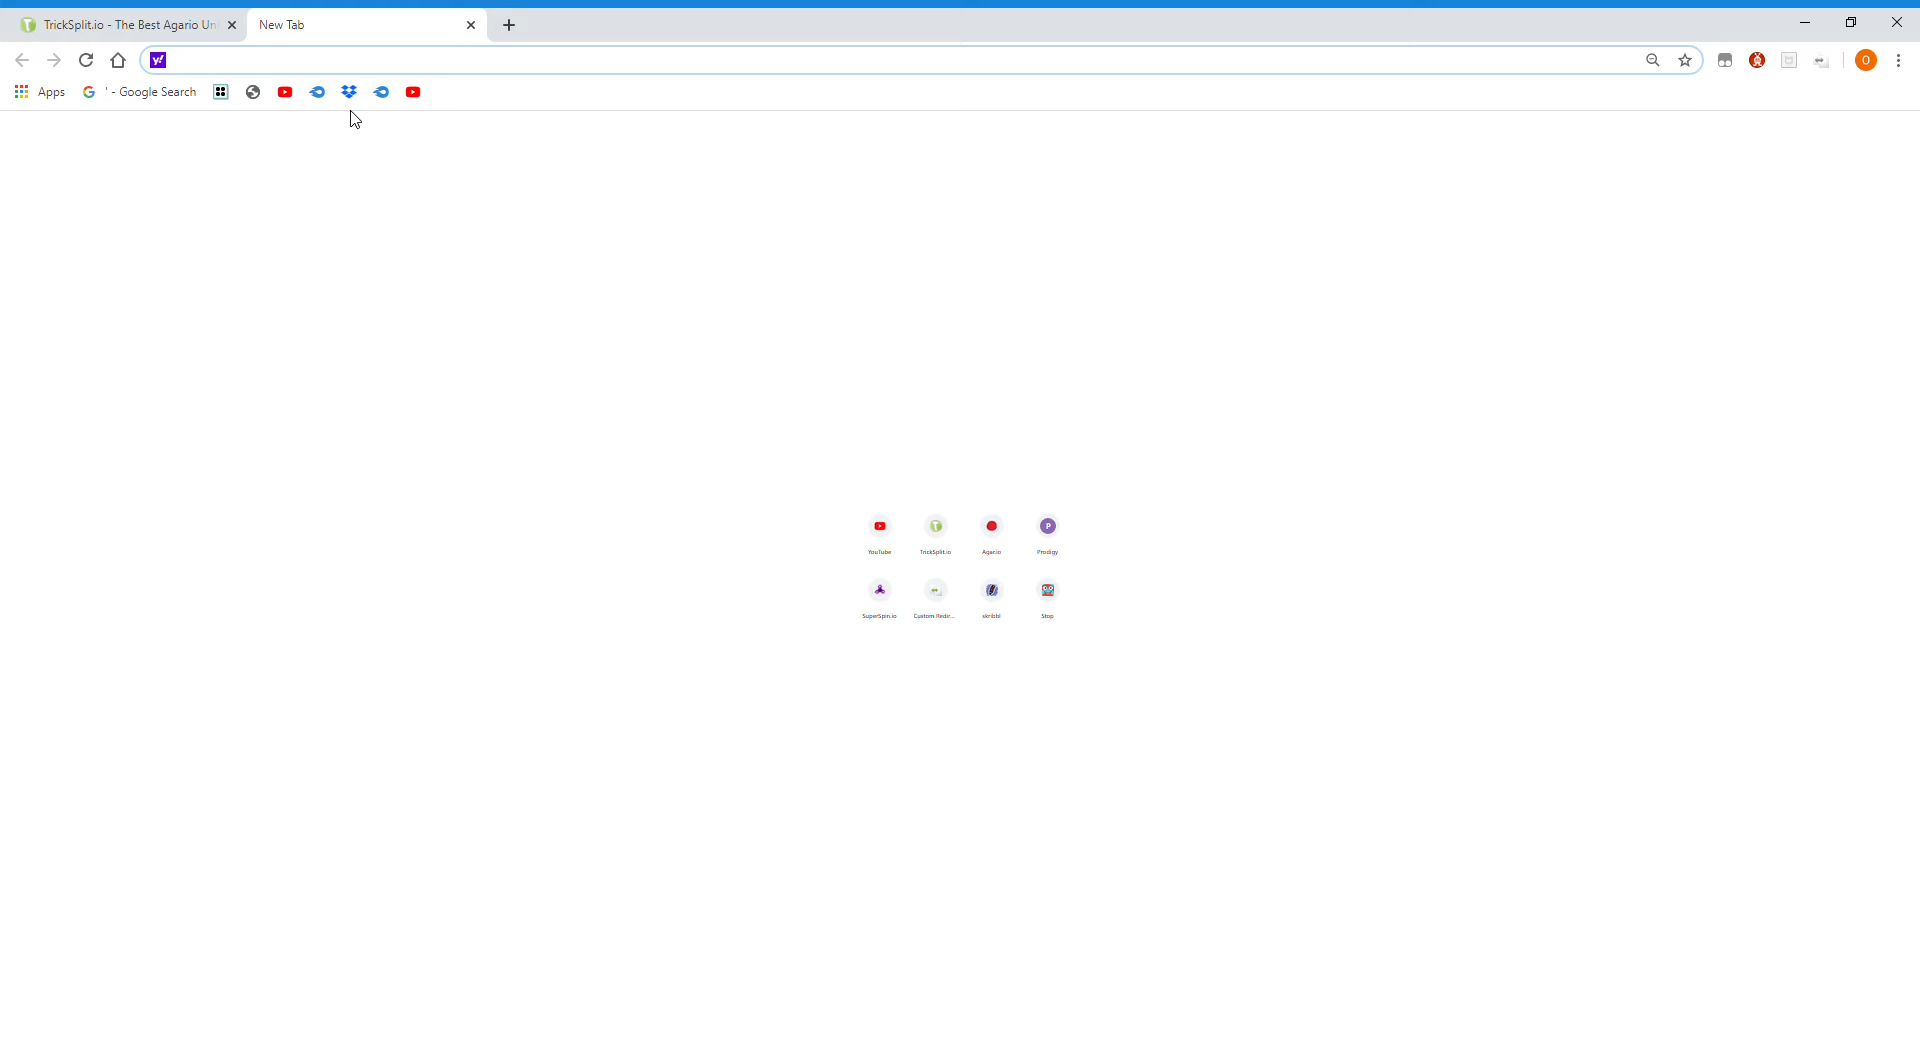 TrickSplit.io - The Best Agario Un
New Tab
y!
O
Apps
' - Google Search
YouTube
TrickSplit.io
Agar.io
P
Prodigy
SuperSpin.io
Custom Redir...
skribbl
Stop